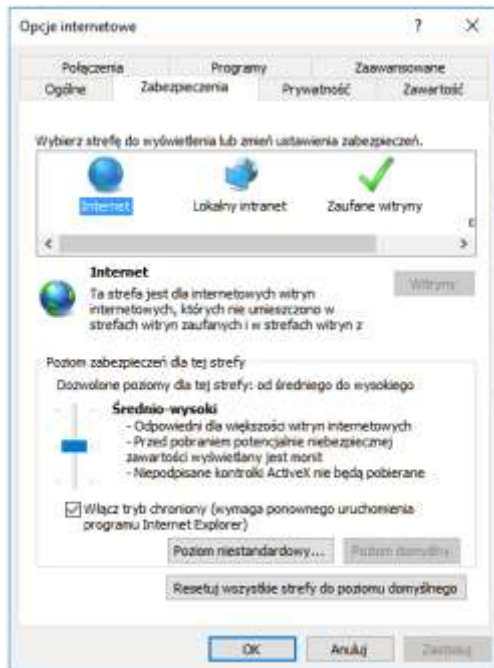 Opcje internetowe ? ×
Połączenia Programy Zaawansowane
Ogólne Zabezpieczenia Prywatność Zawartość
Wybierz strefę do wyświetlenia lub zmień ustawienia zabezpieczeń.
Internet Lokalny intranet Zaufane witryny
Internet
Witryny
Ta strefa jest dla internetowych witryn
internetowych, których nie umieszczono w
strefach witryn zaufanych i w strefach witryn z
Poziom zabezpieczeń dla tej strefy
Dozwolone poziomy dla tej strefy: od średniego do wysokiego
Średnio-wysoki
- Odpowiedni dla większości witryn internetowych
- Przed pobraniem potencjalnie niebezpiecznej
zawartości wyświetlany jest monit
- Niepodpisane kontrolki ActiveX nie będą pobierane
Włącz tryb chroniony (wymaga ponownego uruchomienia
programu Internet Explorer)
Poziom niestandardowy... Poziom domyślny
Resetuj wszystkie strefy do poziomu domyślnego
OK Anuluj Zastosuj